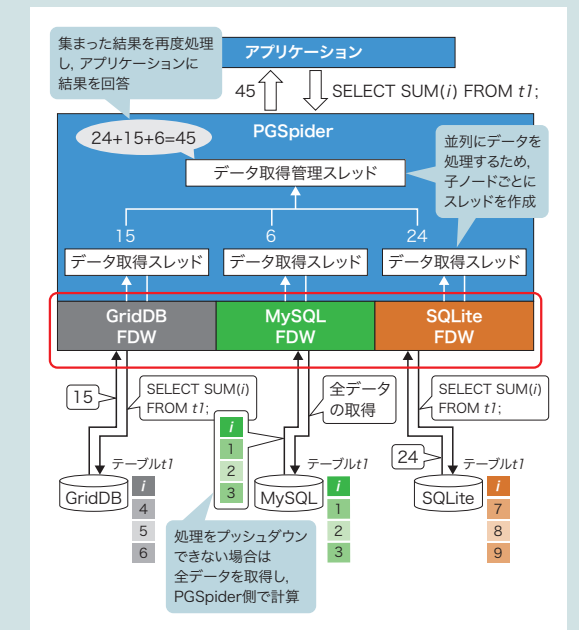 集まった結果を再度処理
し，アプリケーションに
結果を回答
アプリケーション
45
SELECT SUM(i) FROM t1;
24+15+6=45
PGSpider
並列にデータを
処理するため，
子ノードごとに
スレッドを作成
データ取得管理スレッド
15
6
24
データ取得スレッド
データ取得スレッド
データ取得スレッド
GridDB
FDW
MySQL
FDW
SQLite
FDW
15
SELECT SUM(i)
FROM t1;
全データ
の取得
SELECT SUM(i)
FROM t1;
i
1
2
3
24
テーブルt1
テーブルt1
テーブルt1
GridDB
i
4
5
6
MySQL
i
1
2
3
SQLite
i
7
8
9
処理をプッシュダウン
できない場合は
全データを取得し，
PGSpider側で計算